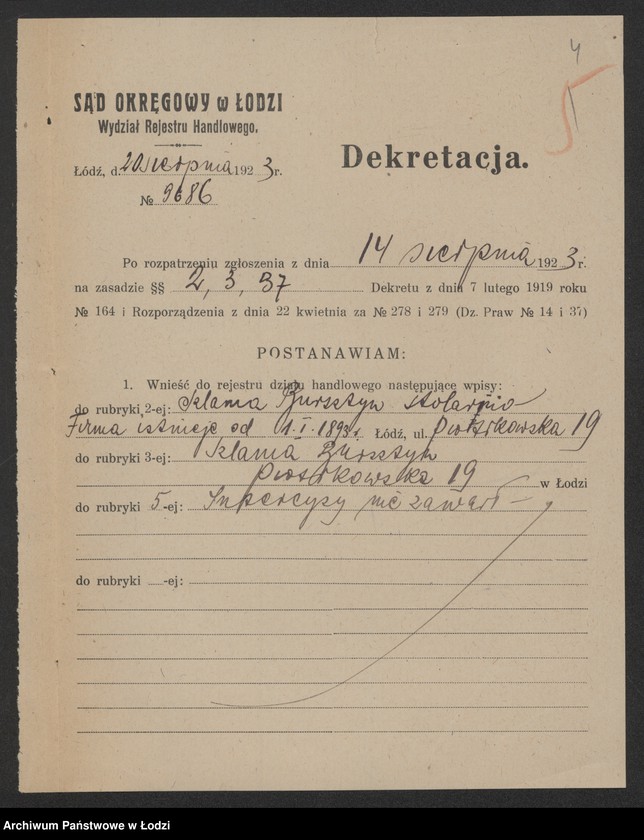 4
5
SĄD OKRĘGOWY w ŁODZI
Wydział Rejestru Handlowego.
Dekretacja.
Łódź, d. 20 sierpnia 1923 r.
№ 9686
Po rozpatrzeniu zgłoszenia z dnia 14 sierpnia 1923 r.
na zasadzie §§ 2, 3, 37 Dekretu z dnia 7 lutego 1919 roku
№ 164 i Rozporządzenia z dnia 22 kwietnia za № 278 i 279 (Dz. Praw № 14 i 37)
POSTANAWIAM:
1. Wnieść do rejestru działu handlowego następujące wpisy:
do rubryki 2-ej: Szlama Bursztyn stolarnia
Firma istnieje od 1.I.1893 r. Łódź, ul. Piotrkowska 19
do rubryki 3-ej: Szlama Bursztyn
Piotrkowska 19 w Łodzi
do rubryki 5-ej: Intercyzy nie zawarł —
do rubryki -ej:
Archiwum Państwowe w Łodzi